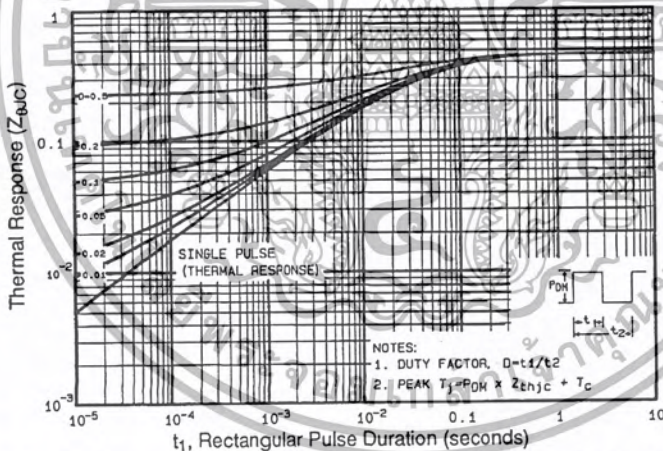 Thermal Response (ZθJC)
1
0.1
10⁻²
10⁻³
D=0.5
0.2
0.1
0.05
0.02
0.01
SINGLE PULSE
(THERMAL RESPONSE)
PDM
t₁
t₂
NOTES:
1. DUTY FACTOR, D=t1/t2
2. PEAK Tj=PDM x Zthjc + Tc
10⁻⁵
10⁻⁴
10⁻³
10⁻²
0.1
1
10
t₁, Rectangular Pulse Duration (seconds)